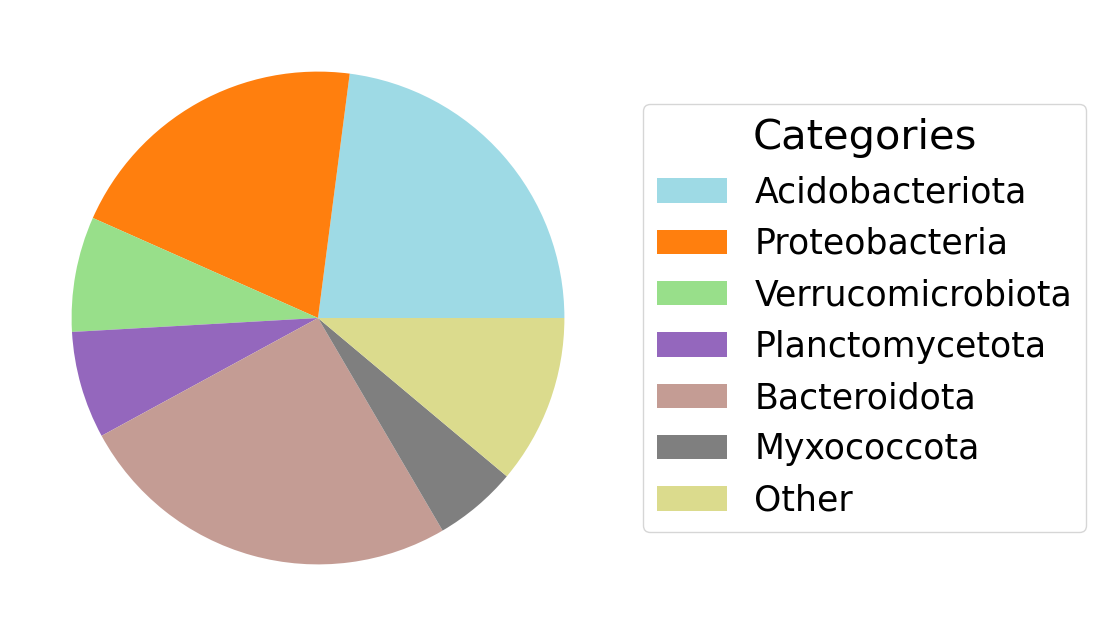 Categories
Acidobacteriota
Proteobacteria
Verrucomicrobiota
Planctomycetota
Bacteroidota
Myxococcota
Other